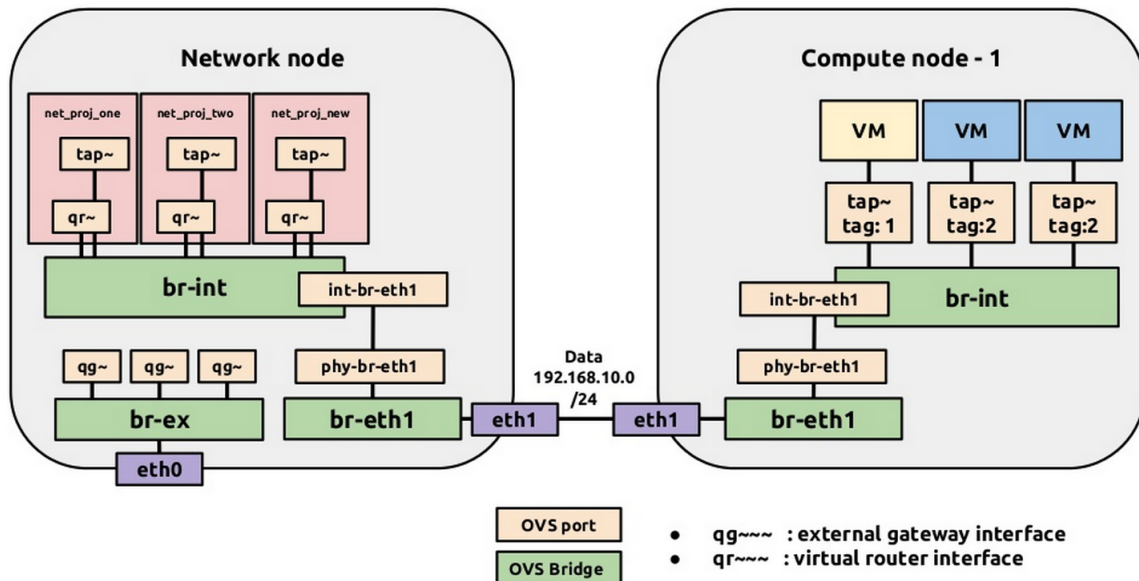 Network node
net_proj_one
net_proj_two
net_proj_new
tap~
tap~
tap~
qr~
qr~
qr~
br-int
int-br-eth1
phy-br-eth1
qg~
qg~
qg~
br-ex
br-eth1
eth1
eth0
Data
192.168.10.0
/24
Compute node - 1
VM
VM
VM
tap~
tag: 1
tap~
tag:2
tap~
tag:2
int-br-eth1
br-int
phy-br-eth1
eth1
br-eth1
OVS port
OVS Bridge
• qg~~~ : external gateway interface
• qr~~~ : virtual router interface